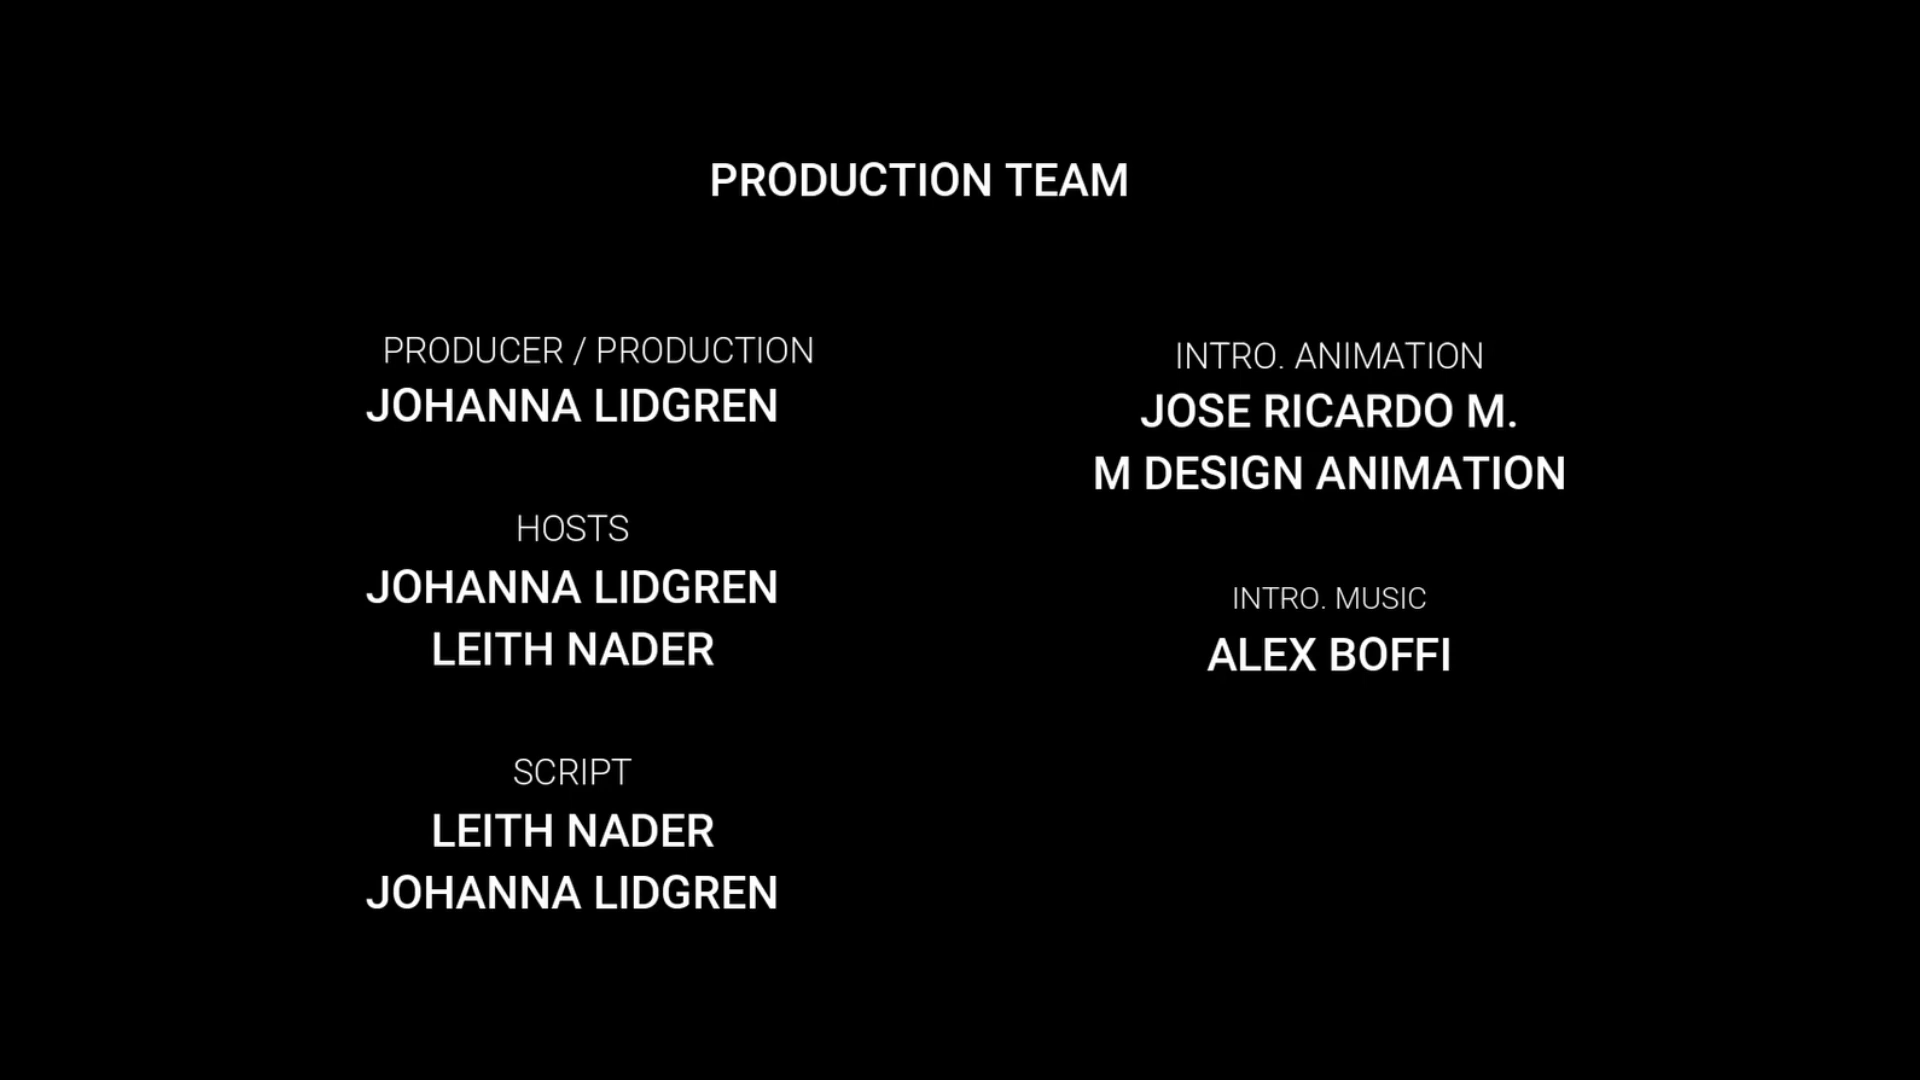 PRODUCTION TEAM
PRODUCER / PRODUCTION
JOHANNA LIDGREN
HOSTS
JOHANNA LIDGREN
LEITH NADER
SCRIPT
LEITH NADER
JOHANNA LIDGREN
INTRO. ANIMATION
JOSE RICARDO M.
M DESIGN ANIMATION
INTRO. MUSIC
ALEX BOFFI